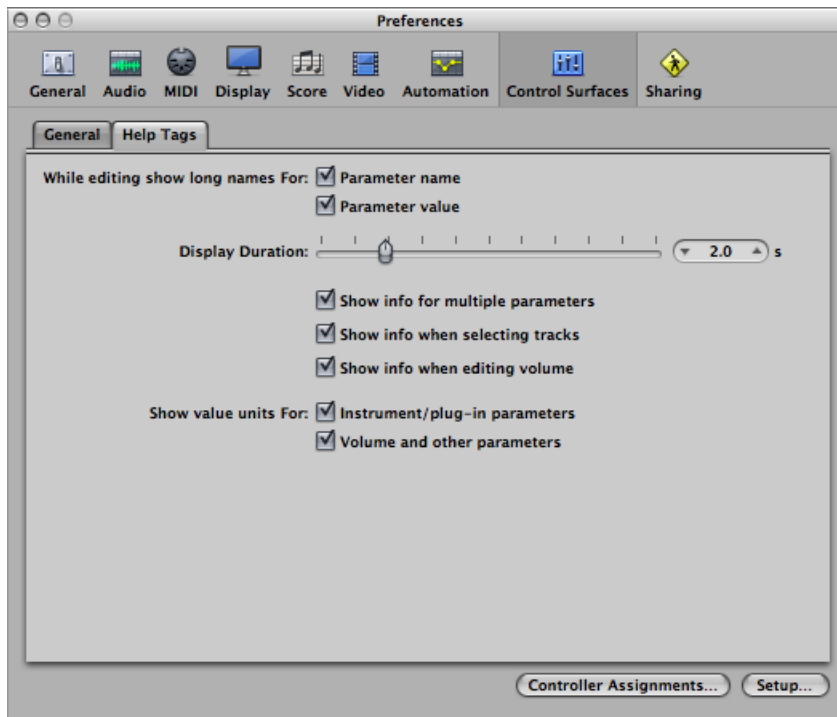 Preferences
General Audio MIDI Display Score Video Automation Control Surfaces Sharing
General Help Tags
While editing show long names For: Parameter name
Parameter value
Display Duration: 2.0 s
Show info for multiple parameters
Show info when selecting tracks
Show info when editing volume
Show value units For: Instrument/plug-in parameters
Volume and other parameters
Controller Assignments... Setup...